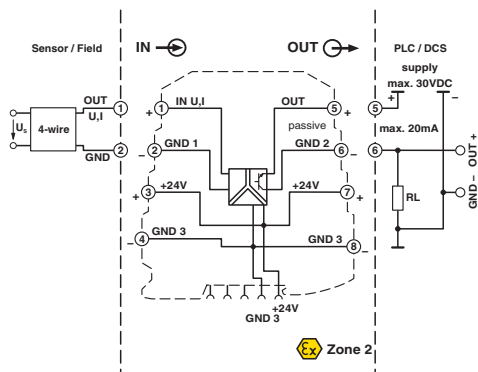 Sensor / Field
IN
OUT
PLC / DCS
supply
max. 30VDC
+
−
OUT
U,I
1
+
1
IN U,I
OUT
5
+
5
Us
4-wire
passive
max. 20mA
GND
2
−
2
GND 1
GND 2
6
−
6
OUT +
GND −
+
3
+24V
+24V
7
+
RL
−
4
GND 3
GND 3
8
−
+24V
GND 3
Ex
Zone 2